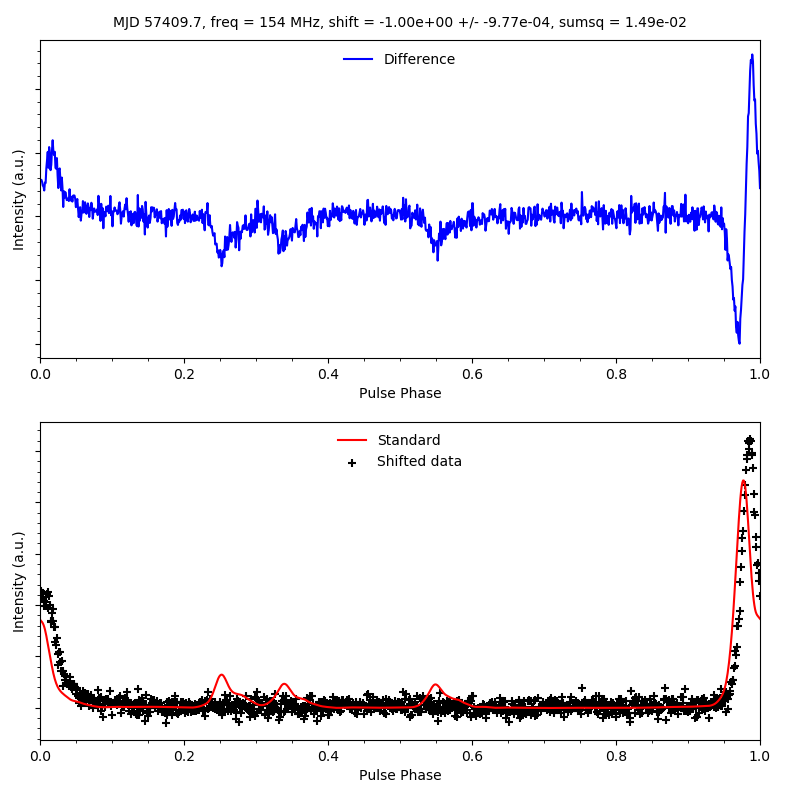 MJD 57409.7, freq = 154 MHz, shift = -1.00e+00 +/- -9.77e-04, sumsq = 1.49e-02
Difference
Intensity (a.u.)
0.0 0.2 0.4 0.6 0.8 1.0
Pulse Phase
Standard
Shifted data
Intensity (a.u.)
0.0 0.2 0.4 0.6 0.8 1.0
Pulse Phase